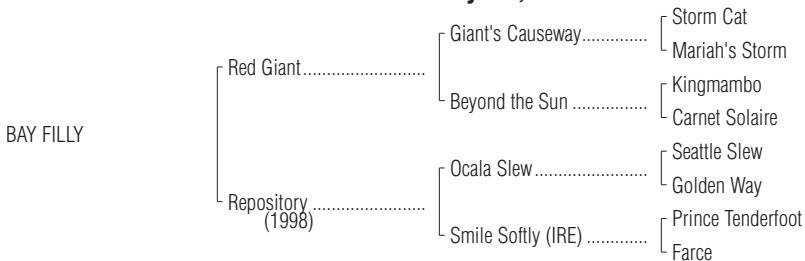 Storm Cat
Giant's Causeway..............
Mariah's Storm
Red Giant..........................
Kingmambo
Beyond the Sun ................
Carnet Solaire
BAY FILLY
Seattle Slew
Ocala Slew........................
Golden Way
Repository ........................
(1998)
Prince Tenderfoot
Smile Softly (IRE) .............
Farce